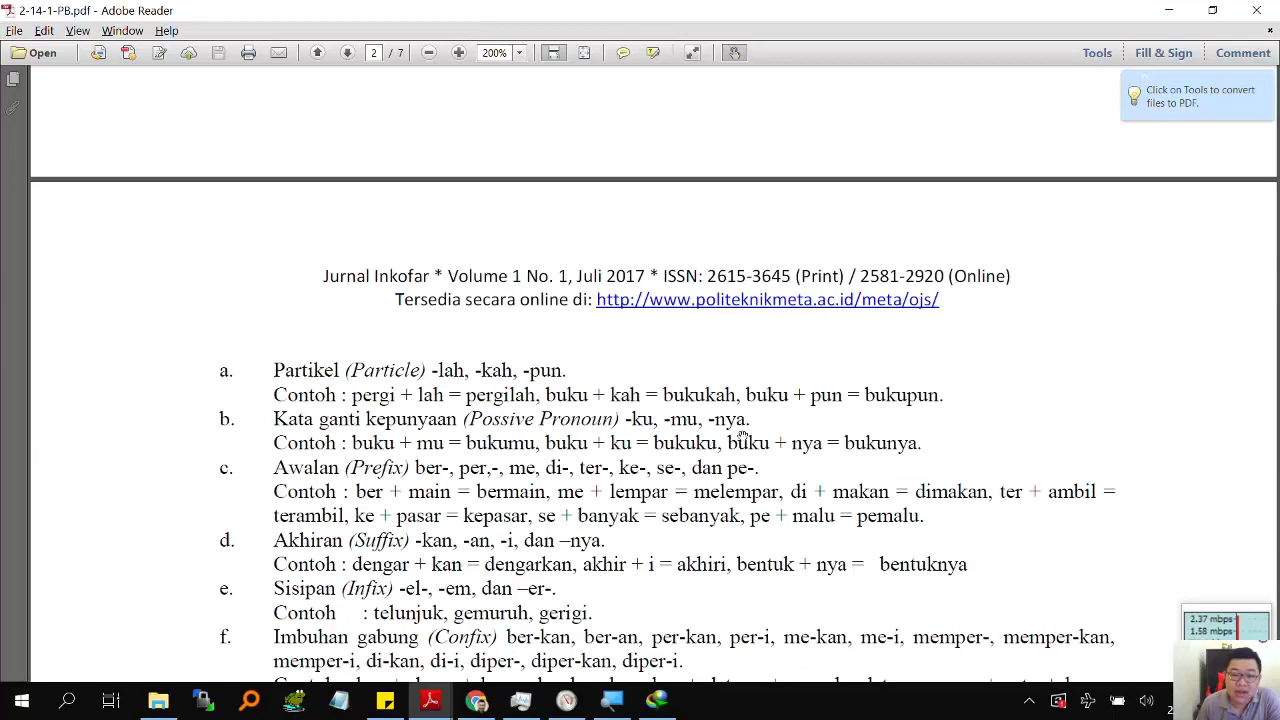 2-14-1-PB.pdf - Adobe Reader
File Edit View Window Help
Open 2 / 7 200% Tools Fill & Sign Comment
Click on Tools to convert
files to PDF.
Jurnal Inkofar * Volume 1 No. 1, Juli 2017 * ISSN: 2615-3645 (Print) / 2581-2920 (Online)
Tersedia secara online di: http://www.politeknikmeta.ac.id/meta/ojs/
a. Partikel (Particle) -lah, -kah, -pun.
Contoh : pergi + lah = pergilah, buku + kah = bukukah, buku + pun = bukupun.
b. Kata ganti kepunyaan (Possive Pronoun) -ku, -mu, -nya.
Contoh : buku + mu = bukumu, buku + ku = bukuku, buku + nya = bukunya.
c. Awalan (Prefix) ber-, per,-, me, di-, ter-, ke-, se-, dan pe-.
Contoh : ber + main = bermain, me + lempar = melempar, di + makan = dimakan, ter + ambil =
terambil, ke + pasar = kepasar, se + banyak = sebanyak, pe + malu = pemalu.
d. Akhiran (Suffix) -kan, -an, -i, dan –nya.
Contoh : dengar + kan = dengarkan, akhir + i = akhiri, bentuk + nya = bentuknya
e. Sisipan (Infix) -el-, -em, dan –er-.
Contoh : telunjuk, gemuruh, gerigi.
f. Imbuhan gabung (Confix) ber-kan, ber-an, per-kan, per-i, me-kan, me-i, memper-, memper-kan,
memper-i, di-kan, di-i, diper-, diper-kan, diper-i.
2.37 mbps
1.58 mbps